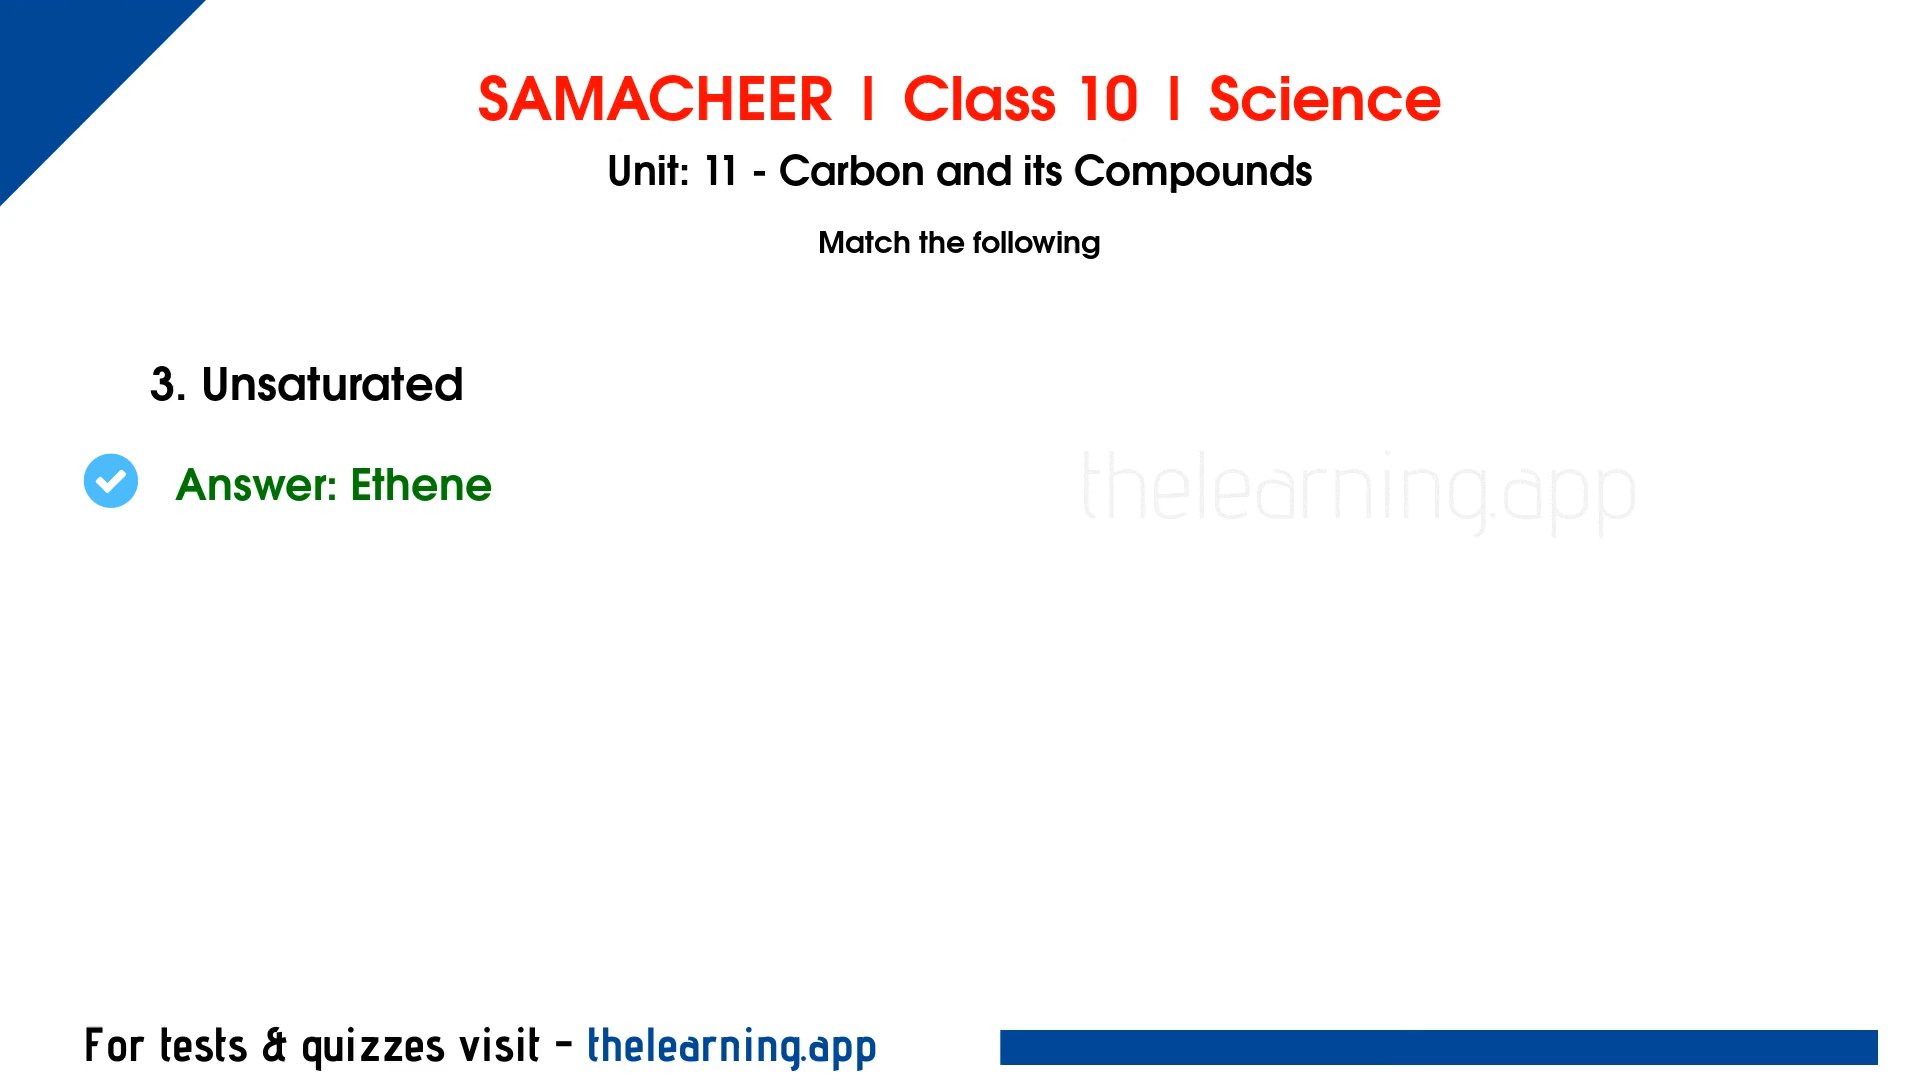 SAMACHEER | Class 10 | Science
Unit: 11 - Carbon and its Compounds
Match the following
3. Unsaturated
Answer: Ethene
thelearning.app
For tests & quizzes visit - thelearning.app